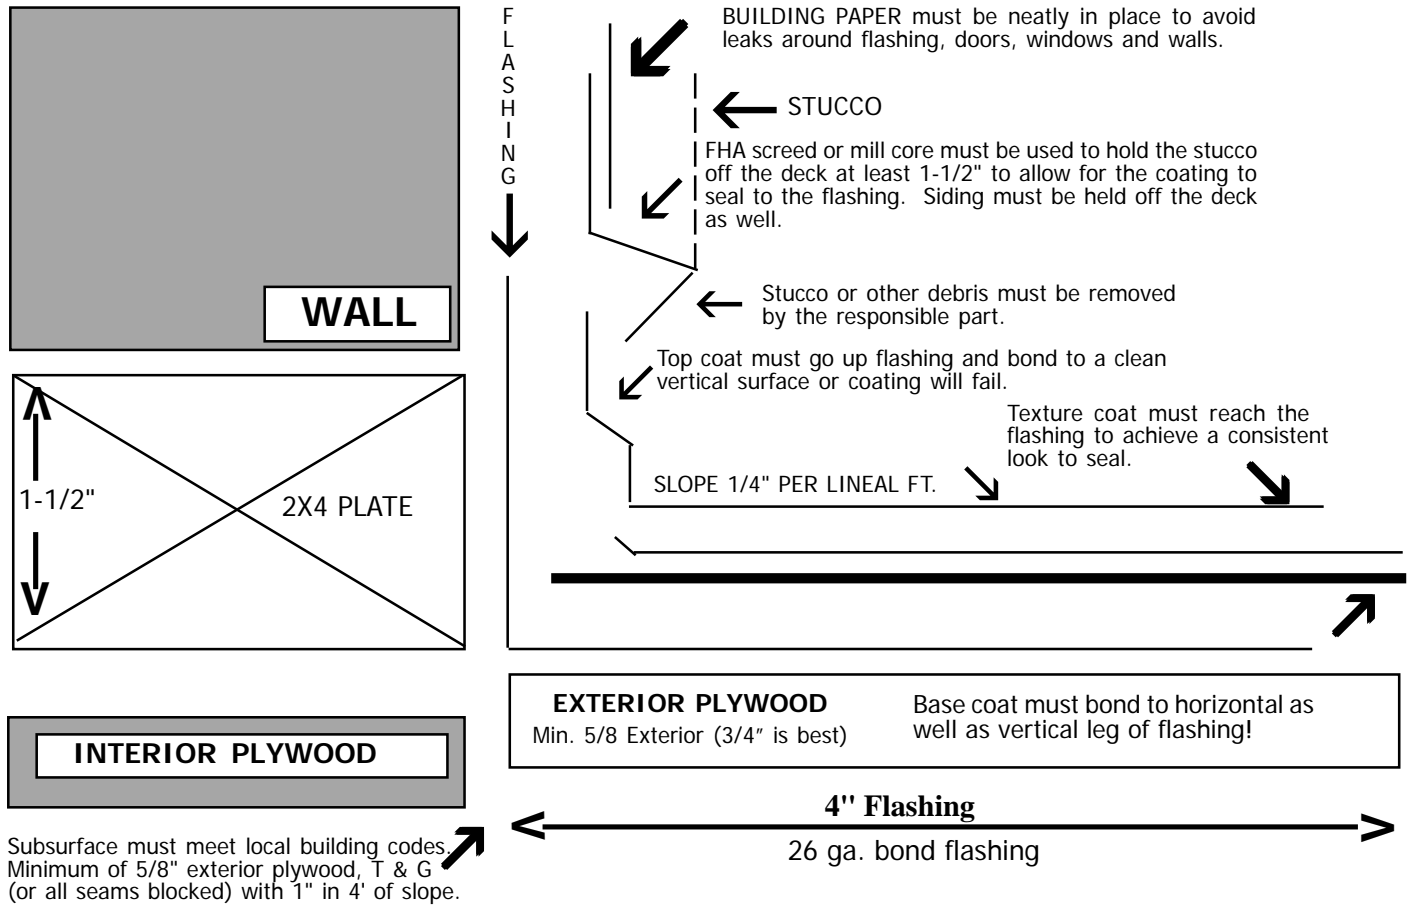 FLASHING
BUILDING PAPER must be neatly in place to avoid
leaks around flashing, doors, windows and walls.
STUCCO
FHA screed or mill core must be used to hold the stucco
off the deck at least 1-1/2" to allow for the coating to
seal to the flashing.  Siding must be held off the deck
as well.
WALL
Stucco or other debris must be removed
by the responsible part.
Top coat must go up flashing and bond to a clean
vertical surface or coating will fail.
Texture coat must reach the
flashing to achieve a consistent
look to seal.
1-1/2"
2X4 PLATE
SLOPE 1/4" PER LINEAL FT.
EXTERIOR PLYWOOD
Min. 5/8 Exterior (3/4″ is best)
Base coat must bond to horizontal as
well as vertical leg of flashing!
INTERIOR PLYWOOD
4" Flashing
26 ga. bond flashing
Subsurface must meet local building codes.
Minimum of 5/8" exterior plywood, T & G
(or all seams blocked) with 1" in 4' of slope.